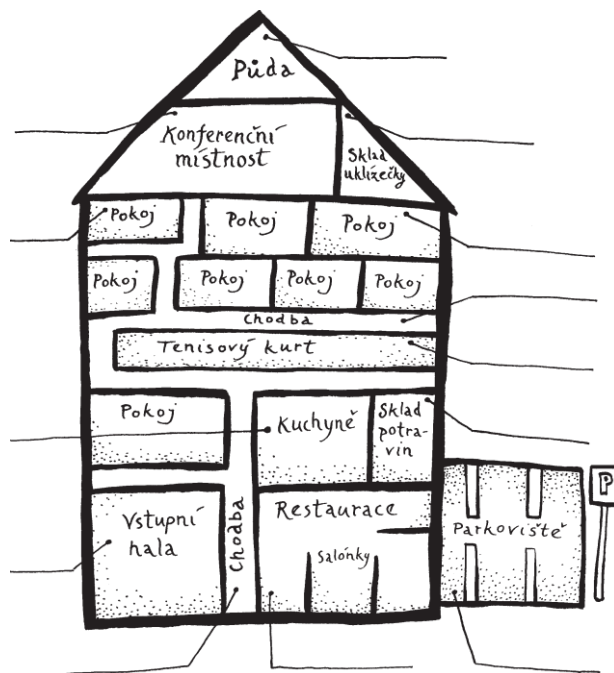 Půda
Konferenční
místnost
Sklad
uklízečky
Pokoj
Pokoj
Pokoj
Pokoj
Pokoj
Pokoj
Pokoj
Chodba
Tenisový kurt
Pokoj
Kuchyně
Sklad
potra-
vin
P
Vstupní
hala
Chodba
Restaurace
Salónky
Parkoviště